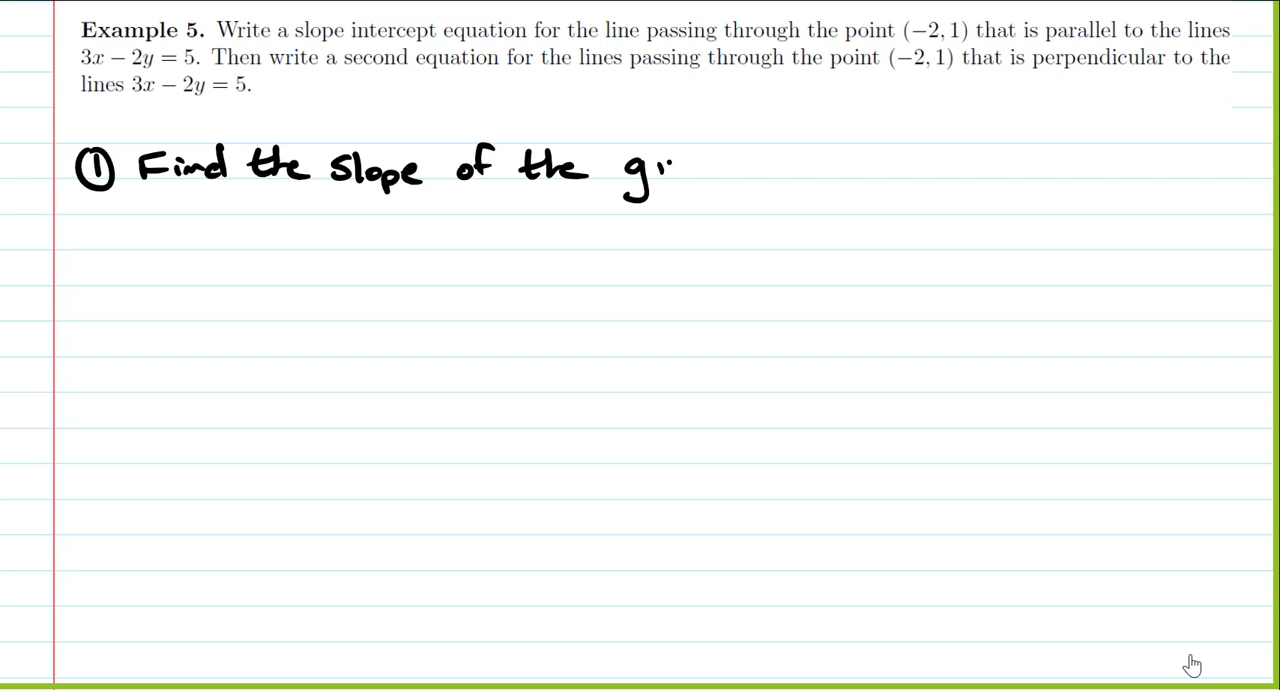 Example 5. Write a slope intercept equation for the line passing through the point (−2, 1) that is parallel to the lines
3x − 2y = 5. Then write a second equation for the lines passing through the point (−2, 1) that is perpendicular to the
lines 3x − 2y = 5.
① Find the slope of the